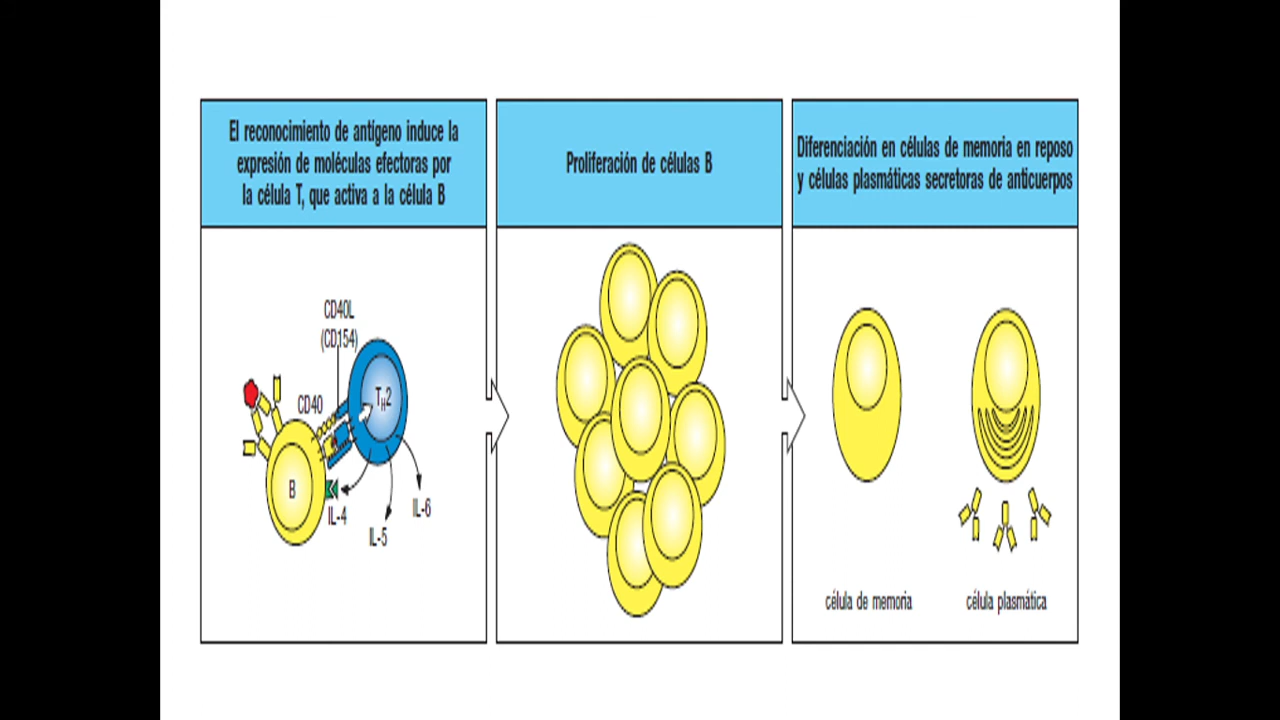 El reconocimiento de antígeno induce la
expresión de moléculas efectoras por
la célula T, que activa a la célula B
Proliferación de células B
Diferenciación en células de memoria en reposo
y células plasmáticas secretoras de anticuerpos
CD40L
(CD154)
CD40
TH2
B
IL-4
IL-5
IL-6
célula de memoria
célula plasmática